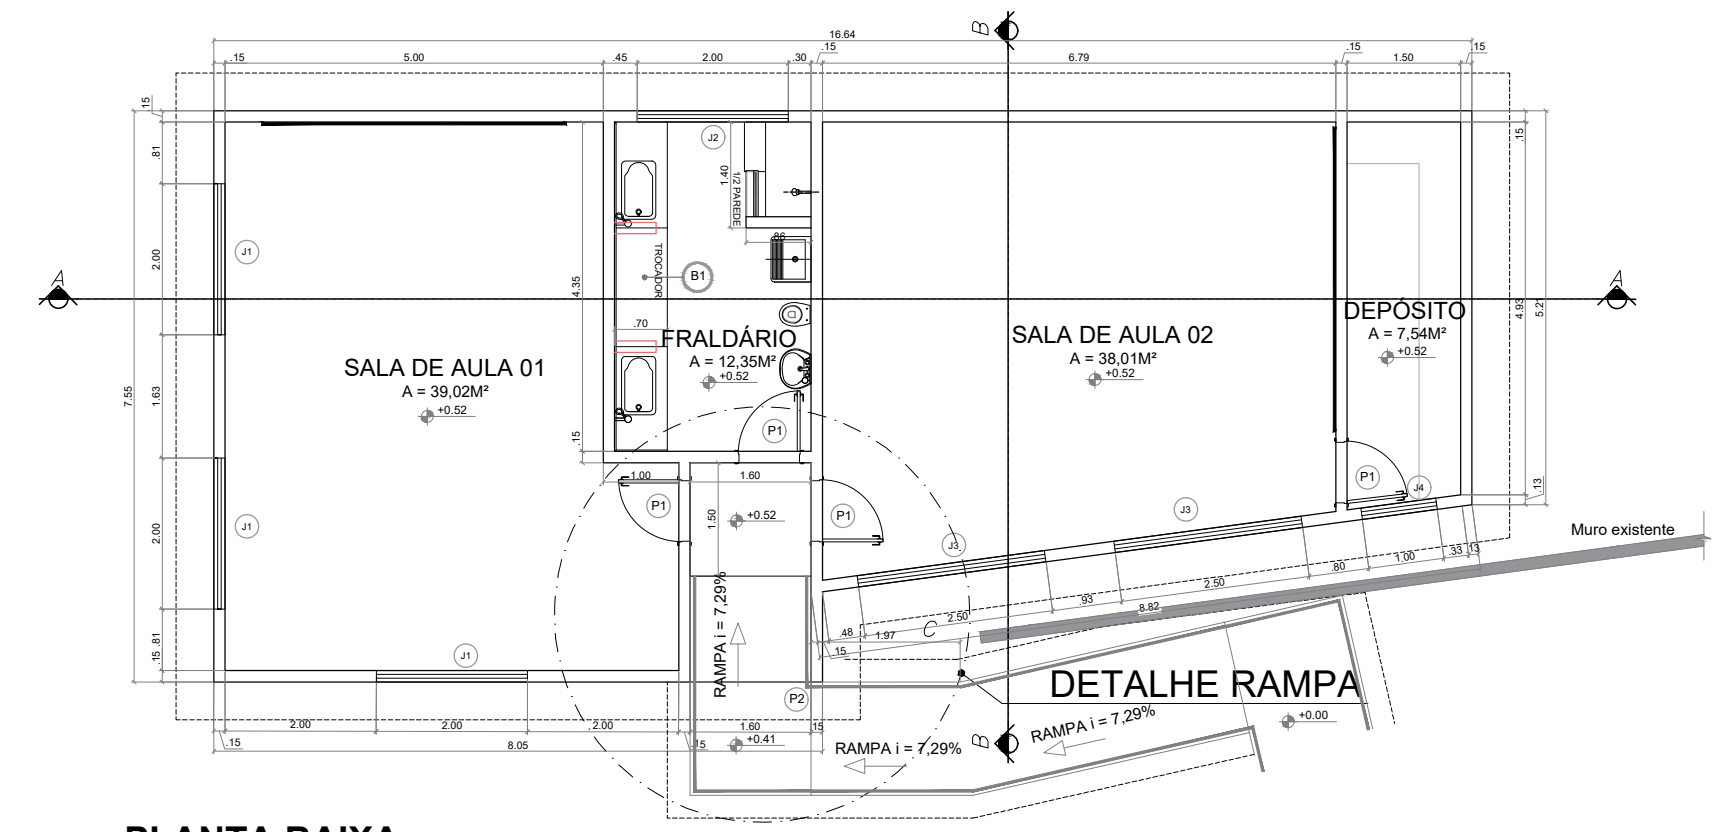 B
16.64
.15
.15
.15
.15
5.00
.45
2.00
.30
6.79
1.50
.15
J2
.15
.81
1.40
1/2 PAREDE
.86
J1
2.00
TROCADOR
B1
4.35
A
A
4.93
5.21
.70
FRALDÁRIO
A = 12,35M²
+0.52
SALA DE AULA 02
A = 38,01M²
+0.52
DEPÓSITO
A = 7,54M²
+0.52
SALA DE AULA 01
A = 39,02M²
+0.52
7.55
1.63
P1
.15
1.00
1.60
P1
J4
.13
P1
P1
J3
1.50
+0.52
J1
2.00
J3
Muro existente
.33
.13
1.00
.80
2.50
.93
8.82
2.50
RAMPA i = 7,29%
.48
1.97
C
.15
.81
.15
J1
DETALHE RAMPA
P2
+0.00
RAMPA i = 7,29%
2.00
2.00
2.00
1.60
.15
.15
8.05
.15
+0.41
RAMPA i = 7,29%
B
PLANTA BAIXA